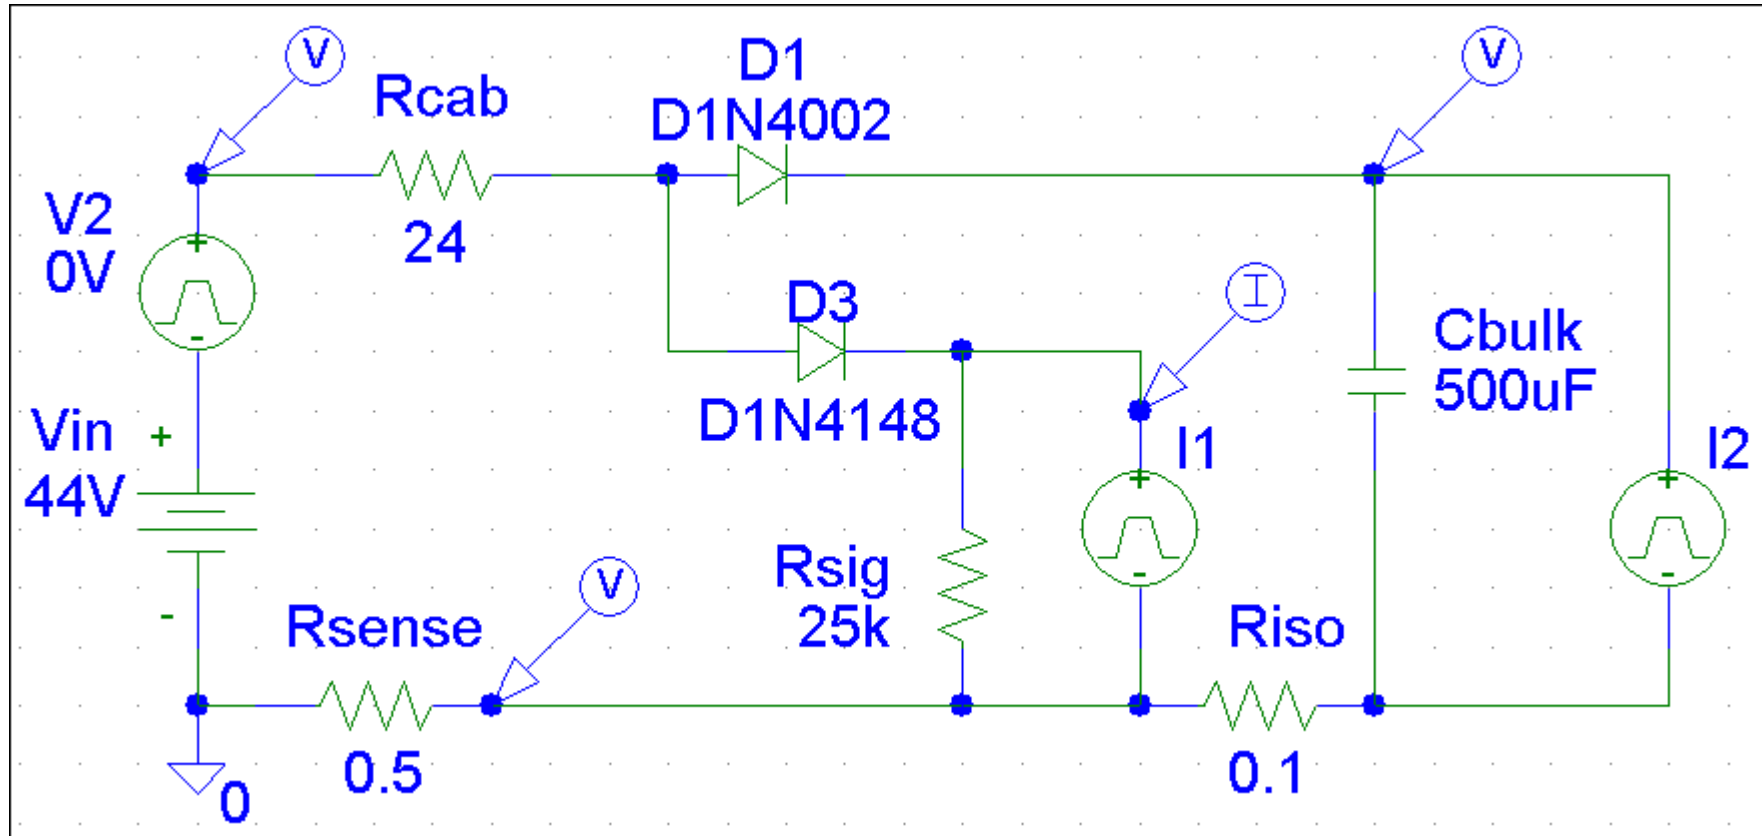 V
Rcab
24
D1
D1N4002
V
V2
0V
+
-
D3
D1N4148
I
Cbulk
500uF
Vin
44V
+
-
I1
+
-
I2
+
-
Rsense
0.5
V
Rsig
25k
Riso
0.1
0